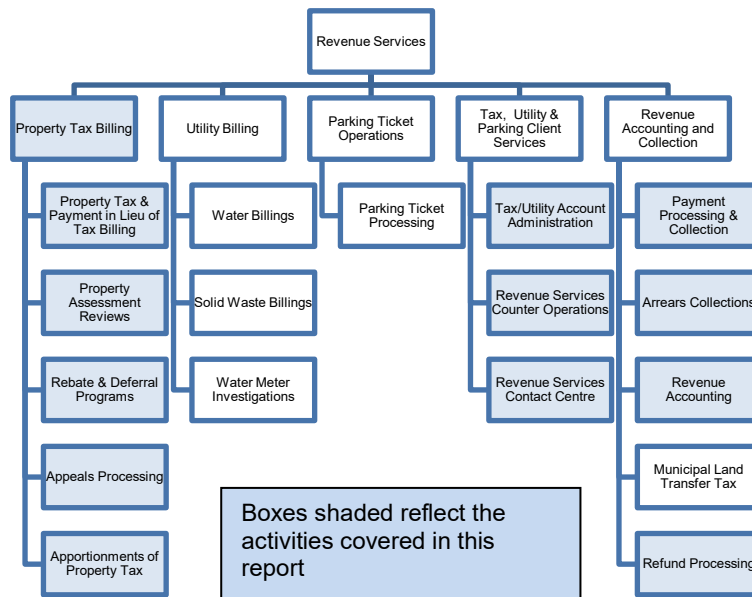 Revenue Services
Property Tax Billing
Utility Billing
Parking Ticket
Operations
Tax, Utility &
Parking Client
Services
Revenue
Accounting and
Collection
Property Tax &
Payment in Lieu of
Tax Billing
Property
Assessment
Reviews
Rebate & Deferral
Programs
Appeals Processing
Apportionments of
Property Tax
Water Billings
Solid Waste Billings
Water Meter
Investigations
Parking Ticket
Processing
Tax/Utility Account
Administration
Revenue Services
Counter Operations
Revenue Services
Contact Centre
Payment
Processing &
Collection
Arrears Collections
Revenue
Accounting
Municipal Land
Transfer Tax
Refund Processing
Boxes shaded reflect the
activities covered in this
report